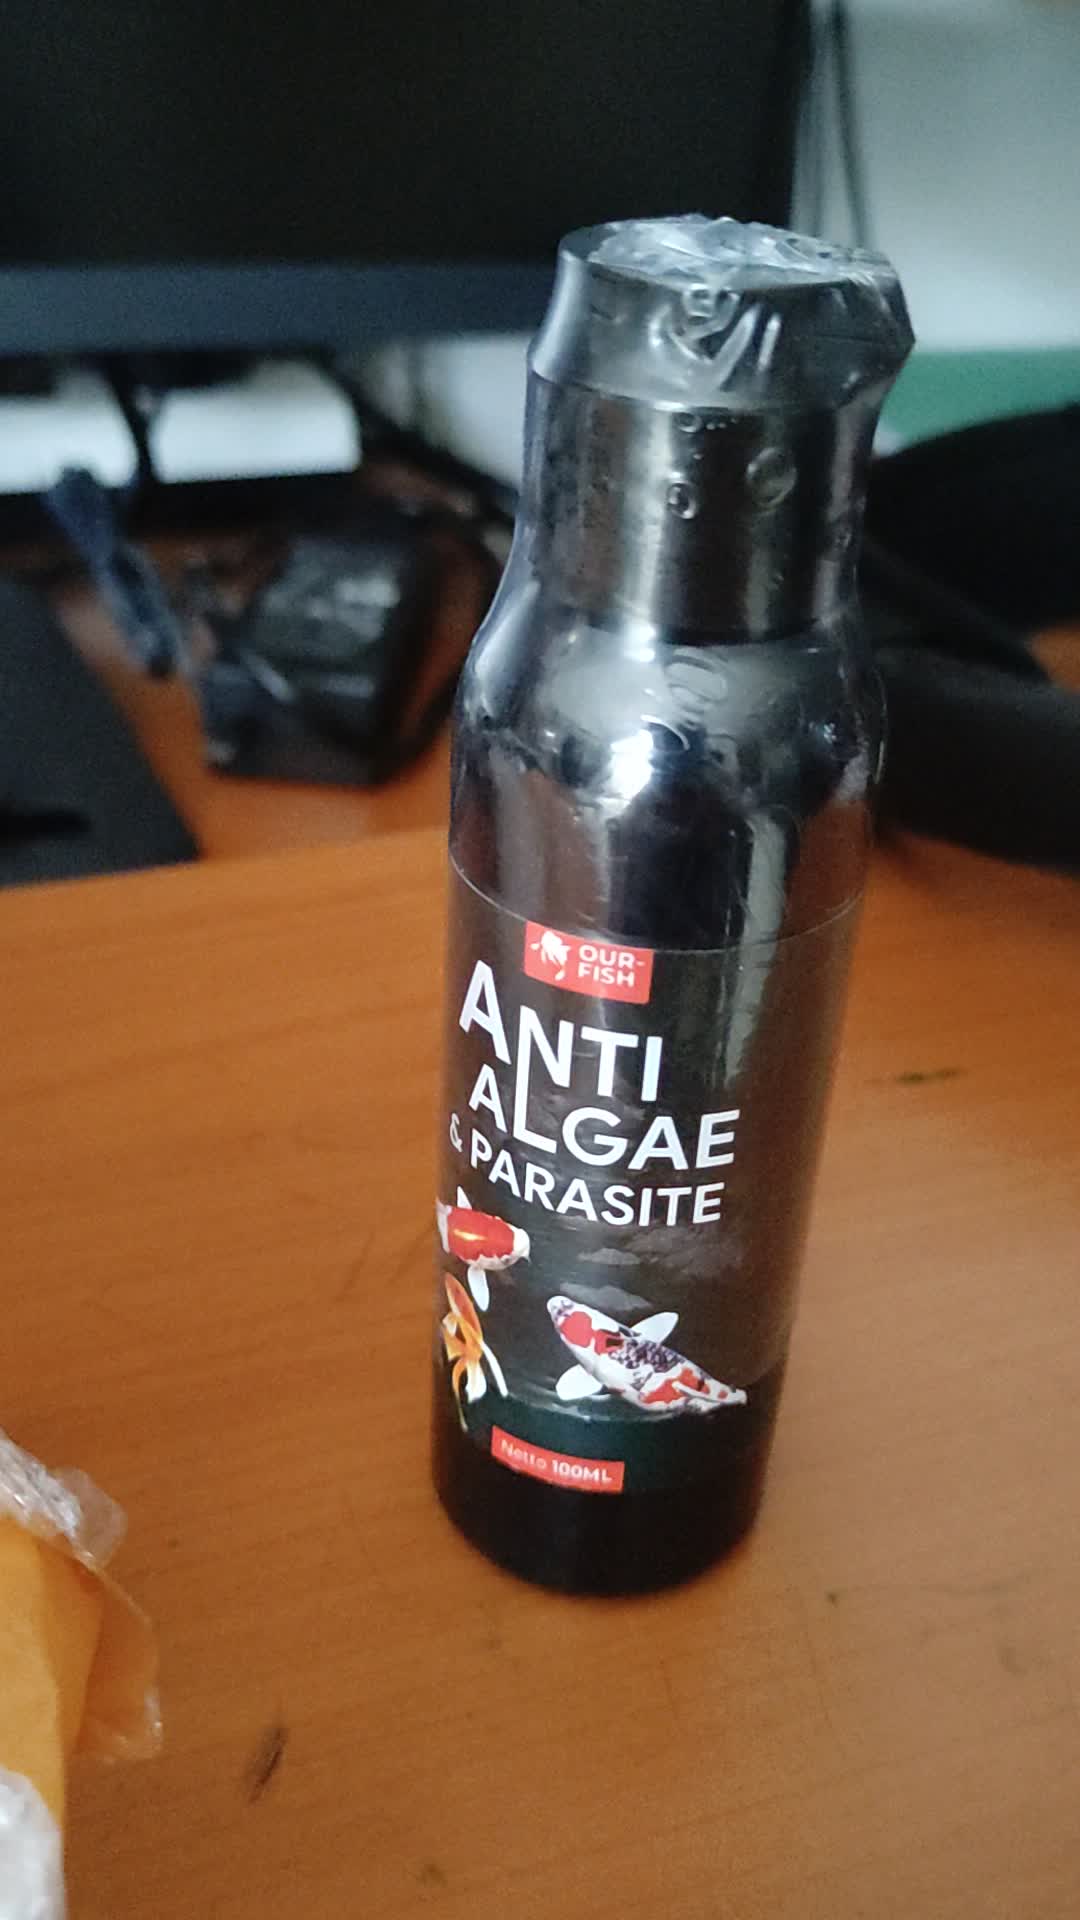 OUR-
FISH
ANTI
ALGAE
& PARASITE
Netto 100ML